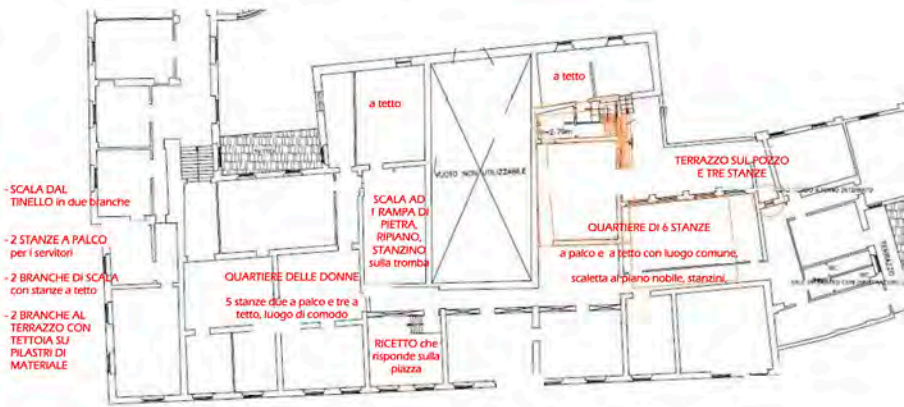 - SCALA DAL
TINELLO in due branche
- 2 STANZE A PALCO
per i servitori
- 2 BRANCHE DI SCALA
con stanze a tetto
- 2 BRANCHE AL
TERRAZZO CON
TETTOIA SU
PILASTRI DI
MATERIALE
a tetto
SCALA AD
1 RAMPA DI
PIETRA,
RIPIANO,
STANZINO
sulla tromba
QUARTIERE DELLE DONNE
5 stanze due a palco e tre a
tetto, luogo di comodo
RICETTO che
risponde sulla
piazza
VUOTO NON UTILIZZABILE
a tetto
TERRAZZO SUL POZZO
E TRE STANZE
QUARTIERE DI 6 STANZE
a palco e a tetto con luogo comune,
scaletta al piano nobile, stanzini,
TERRAZZO